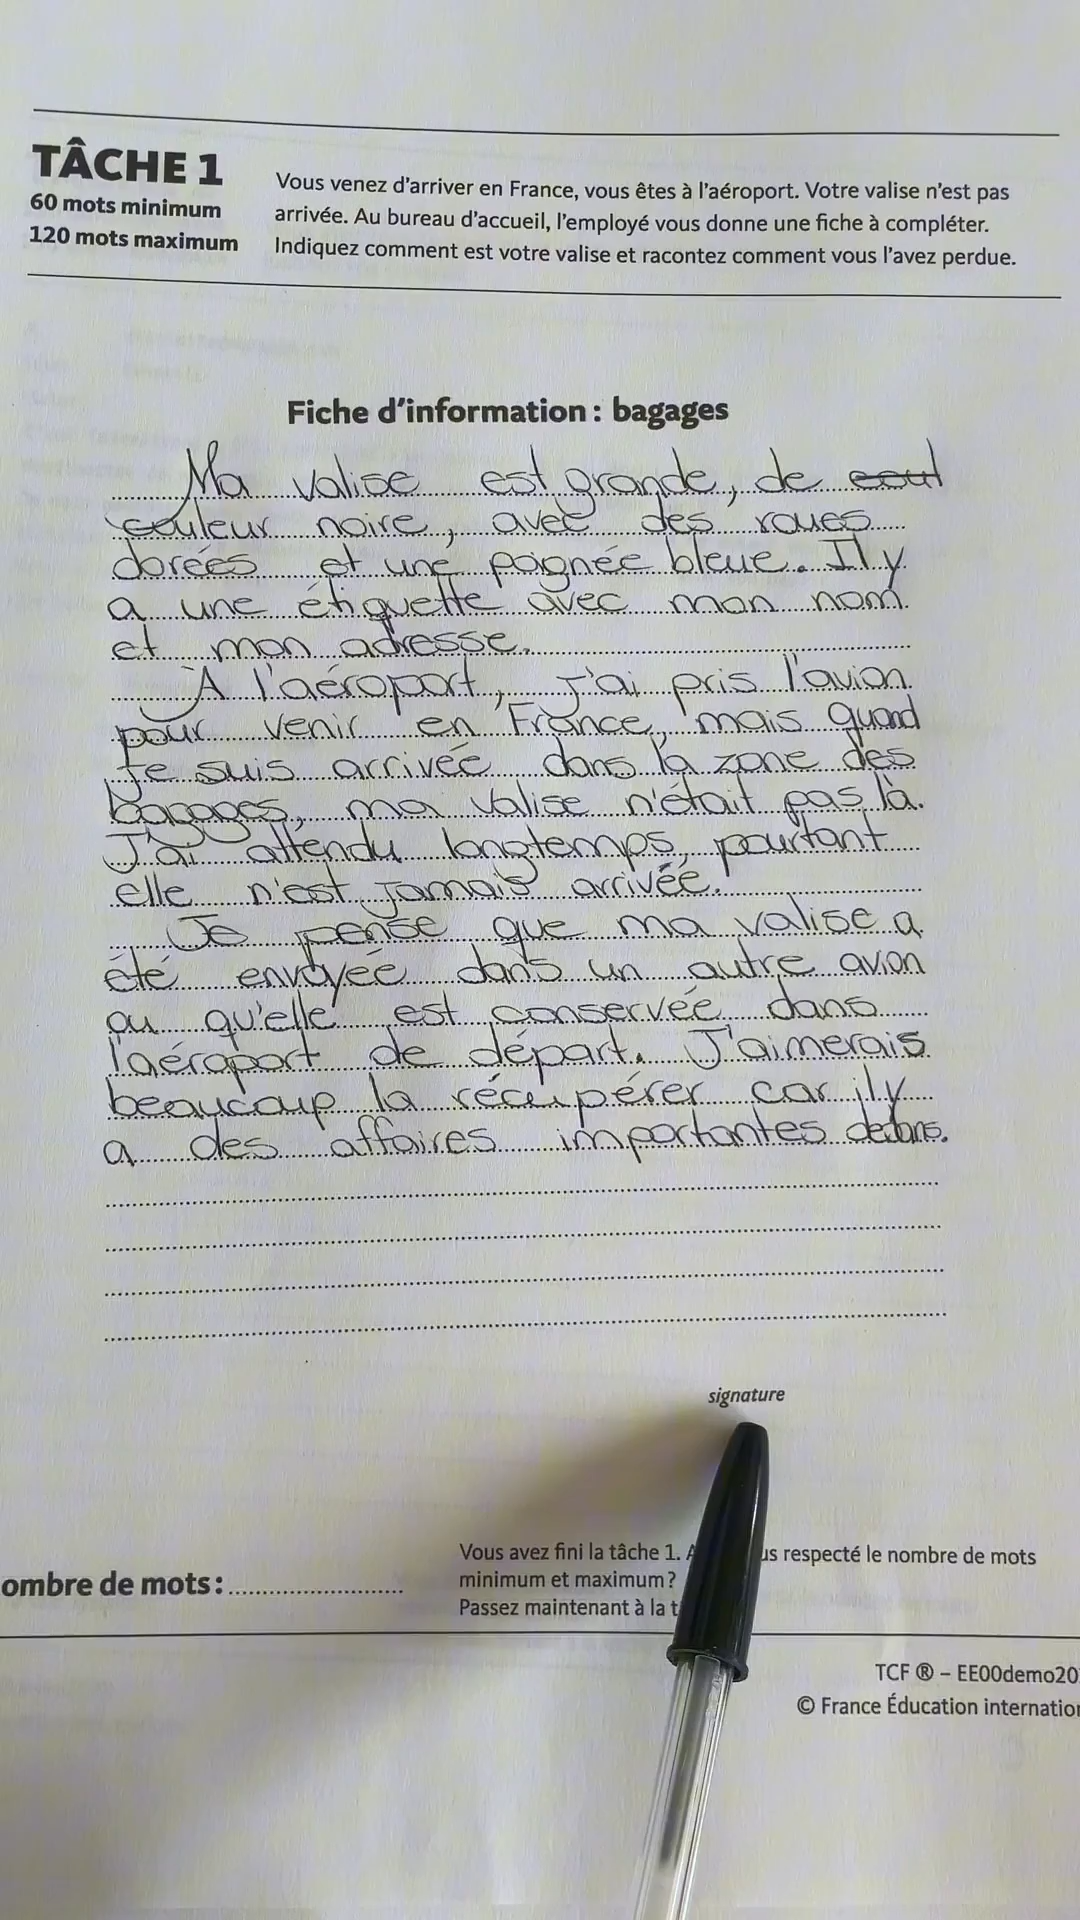 TÂCHE 1
60 mots minimum
120 mots maximum
Vous venez d'arriver en France, vous êtes à l'aéroport. Votre valise n'est pas
arrivée. Au bureau d'accueil, l'employé vous donne une fiche à compléter.
Indiquez comment est votre valise et racontez comment vous l'avez perdue.
Fiche d'information : bagages
Ma valise est grande, de cout
couleur noire, avec des roues
dorées et une poignée bleue. Il y
a une étiquette avec mon nom
et mon adresse.
À l'aéroport, j'ai pris l'avion
pour venir en France, mais quand
je suis arrivée dans la zone des
bagages, ma valise n'était pas là.
J'ai attendu longtemps, pourtant
elle n'est jamais arrivée.
Je pense que ma valise a
été envoyée dans un autre avion
ou qu'elle est conservée dans
l'aéroport de départ. J'aimerais
beaucoup la récupérer car il y
a des affaires importantes dedans.
signature
ombre de mots :
Vous avez fini la tâche 1. A us respecté le nombre de mots
minimum et maximum ?
Passez maintenant à la t
TCF ® – EE00demo20
© France Éducation internation